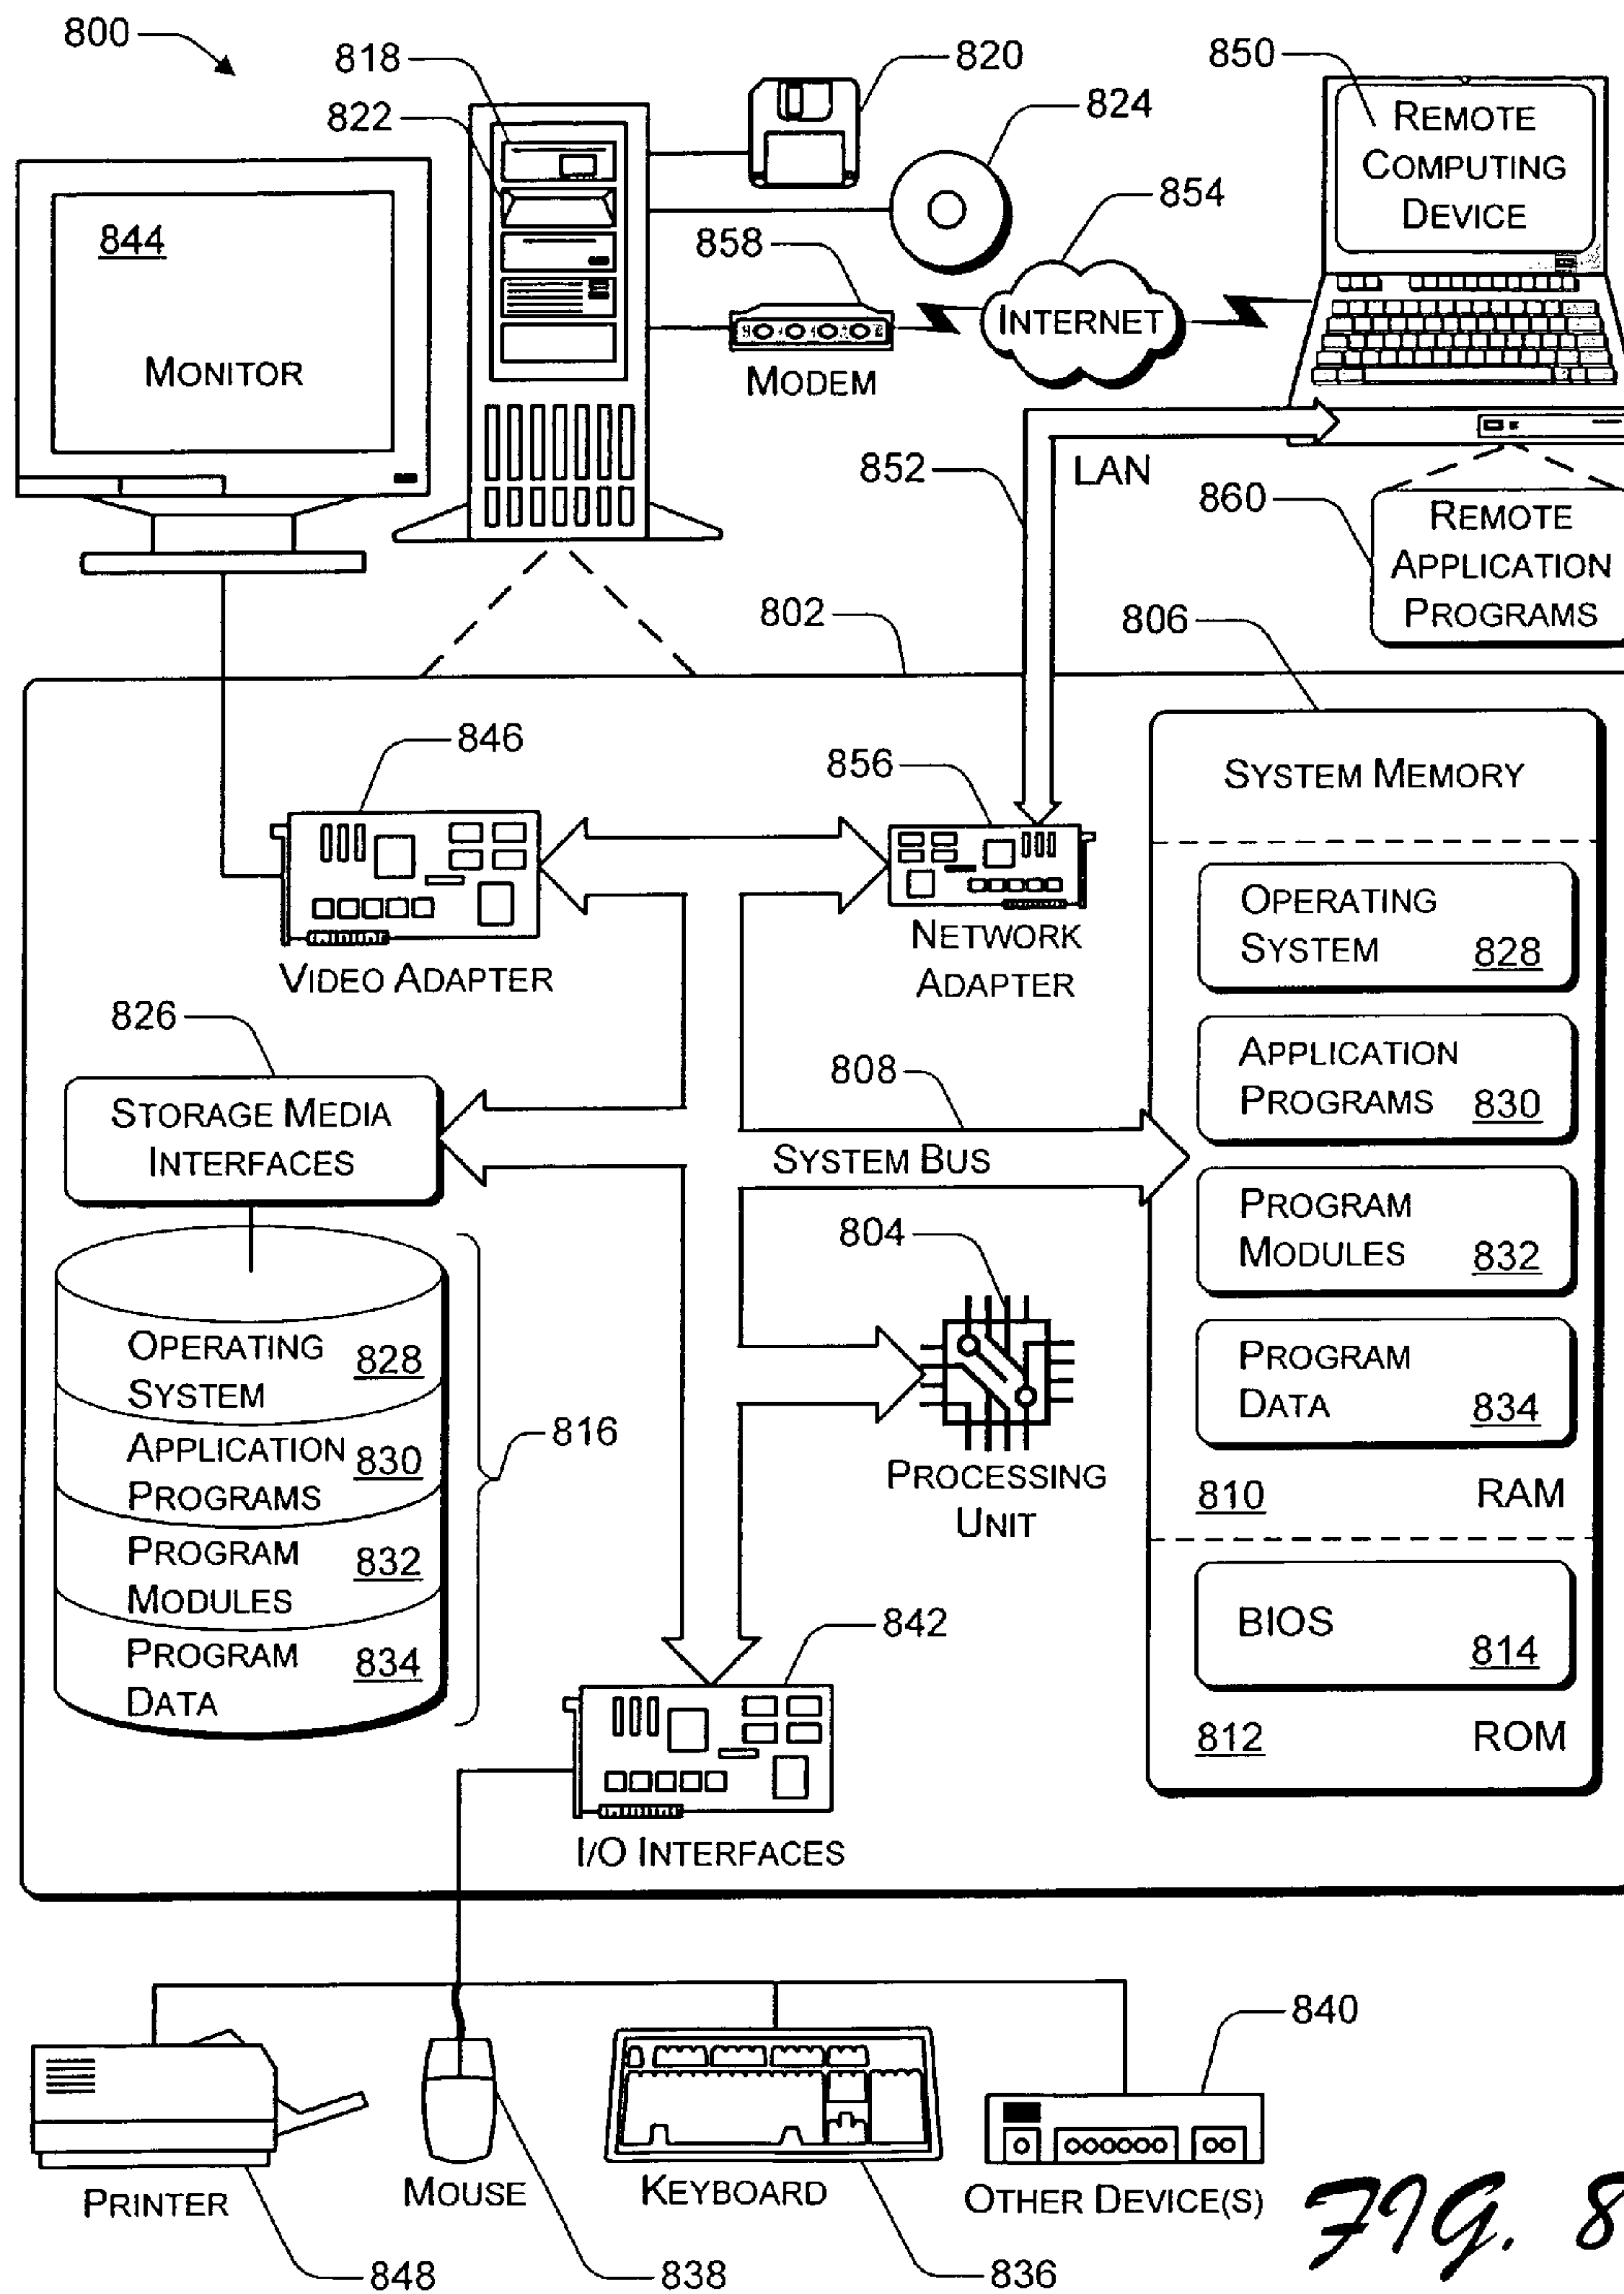 800
818
822
820
824
850
REMOTE
COMPUTING
DEVICE
844
MONITOR
858
854
INTERNET
MODEM
852
LAN
860
REMOTE
APPLICATION
PROGRAMS
802
806
846
856
SYSTEM MEMORY
VIDEO ADAPTER
NETWORK
ADAPTER
OPERATING
SYSTEM 828
826
STORAGE MEDIA
INTERFACES
808
SYSTEM BUS
APPLICATION
PROGRAMS 830
PROGRAM
MODULES 832
804
PROCESSING
UNIT
PROGRAM
DATA 834
810 RAM
OPERATING
SYSTEM 828
APPLICATION
PROGRAMS 830
PROGRAM
MODULES 832
PROGRAM
DATA 834
816
BIOS
814
812 ROM
842
I/O INTERFACES
840
PRINTER
MOUSE
KEYBOARD
OTHER DEVICE(S)
848
838
836
FIG. 8